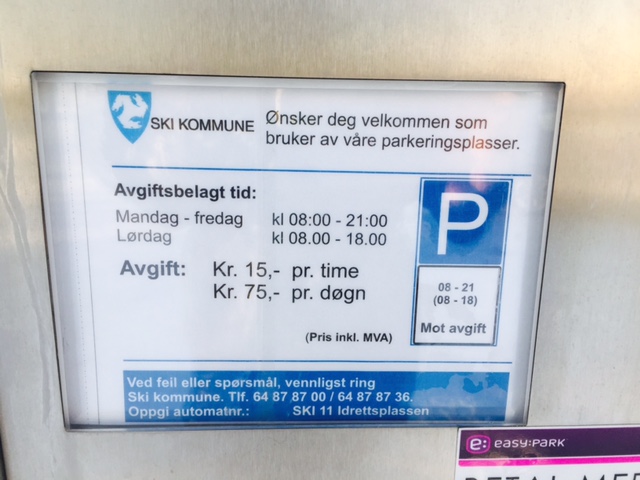 SKI KOMMUNE
Ønsker deg velkommen som
bruker av våre parkeringsplasser.
Avgiftsbelagt tid:
Mandag - fredag kl 08:00 - 21:00
Lørdag kl 08.00 - 18.00
Avgift: Kr. 15,- pr. time
Kr. 75,- pr. døgn
(Pris inkl. MVA)
P
08 - 21
(08 - 18)
Mot avgift
Ved feil eller spørsmål, vennligst ring
Ski kommune. Tlf. 64 87 87 00 / 64 87 87 36.
Oppgi automatnr.: SKI 11 Idrettsplassen
e: easy:PARK